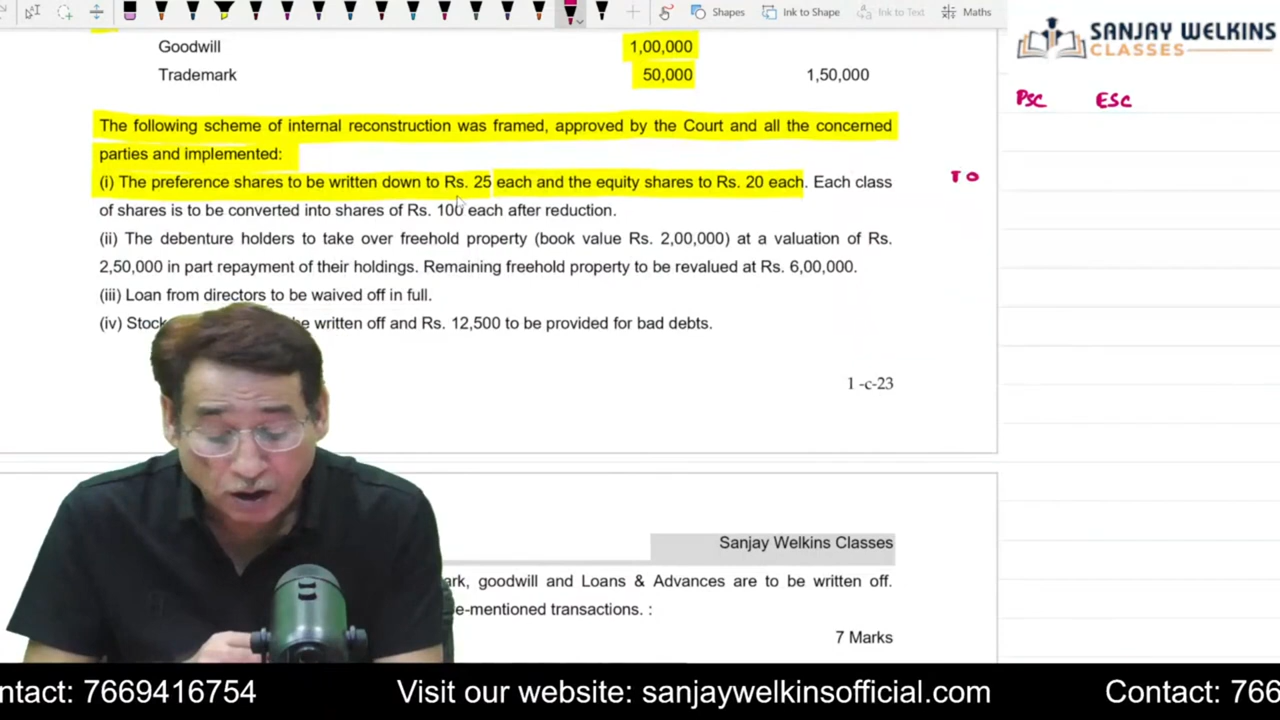 Shapes Ink to Shape Ink to Text Maths
SANJAY WELKINS
CLASSES
Goodwill 1,00,000
Trademark 50,000 1,50,000
PSC ESC
The following scheme of internal reconstruction was framed, approved by the Court and all the concerned
parties and implemented:
(i) The preference shares to be written down to Rs. 25 each and the equity shares to Rs. 20 each. Each class
TO
of shares is to be converted into shares of Rs. 100 each after reduction.
(ii) The debenture holders to take over freehold property (book value Rs. 2,00,000) at a valuation of Rs.
2,50,000 in part repayment of their holdings. Remaining freehold property to be revalued at Rs. 6,00,000.
(iii) Loan from directors to be waived off in full.
(iv) Stock written off and Rs. 12,500 to be provided for bad debts.
1 -c-23
Sanjay Welkins Classes
goodwill and Loans & Advances are to be written off.
e-mentioned transactions. :
7 Marks
ntact: 7669416754 Visit our website: sanjaywelkinsofficial.com Contact: 766